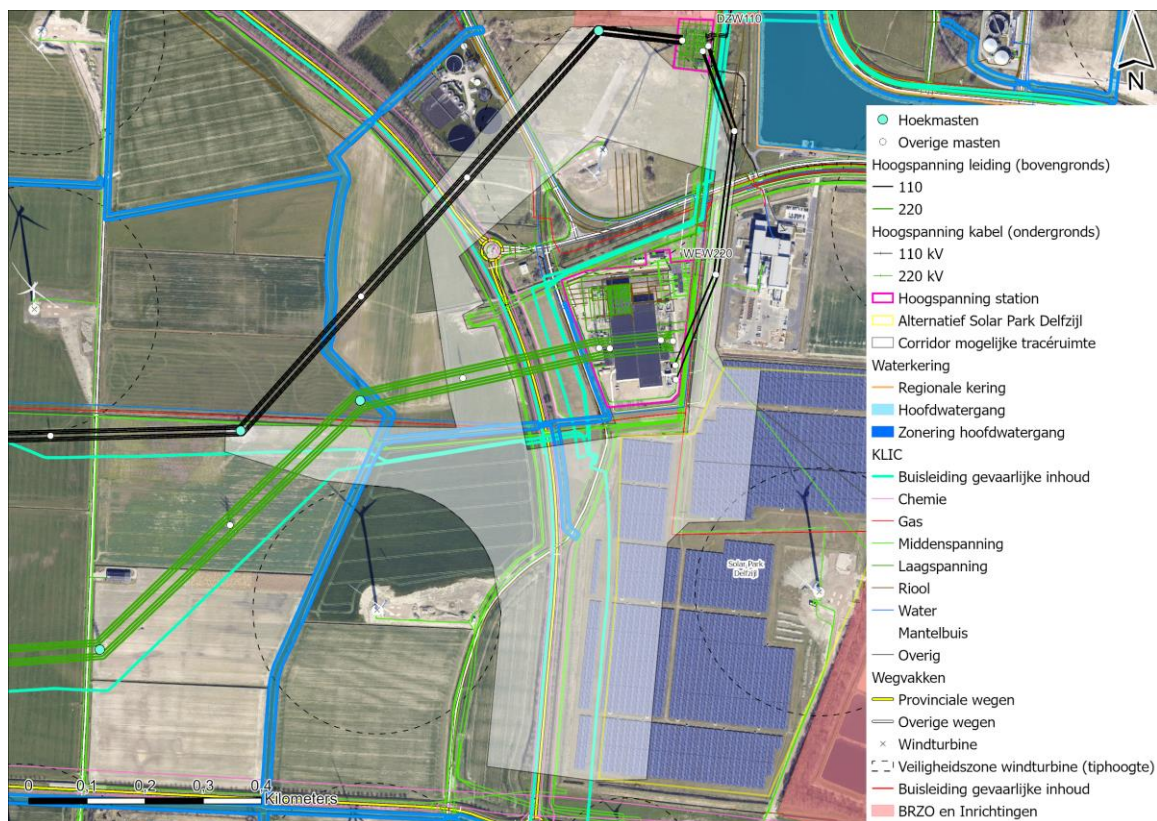 DZW110
N
WEW220
Solar Park
Delfzijl
0 0,1 0,2 0,3 0,4
Kilometers
Hoekmasten
Overige masten
Hoogspanning leiding (bovengronds)
110
220
Hoogspanning kabel (ondergronds)
110 kV
220 kV
Hoogspanning station
Alternatief Solar Park Delfzijl
Corridor mogelijke tracéruimte
Waterkering
Regionale kering
Hoofdwatergang
Zonering hoofdwatergang
KLIC
Buisleiding gevaarlijke inhoud
Chemie
Gas
Middenspanning
Laagspanning
Riool
Water
Mantelbuis
Overig
Wegvakken
Provinciale wegen
Overige wegen
Windturbine
Veiligheidszone windturbine (tiphoogte)
Buisleiding gevaarlijke inhoud
BRZO en Inrichtingen